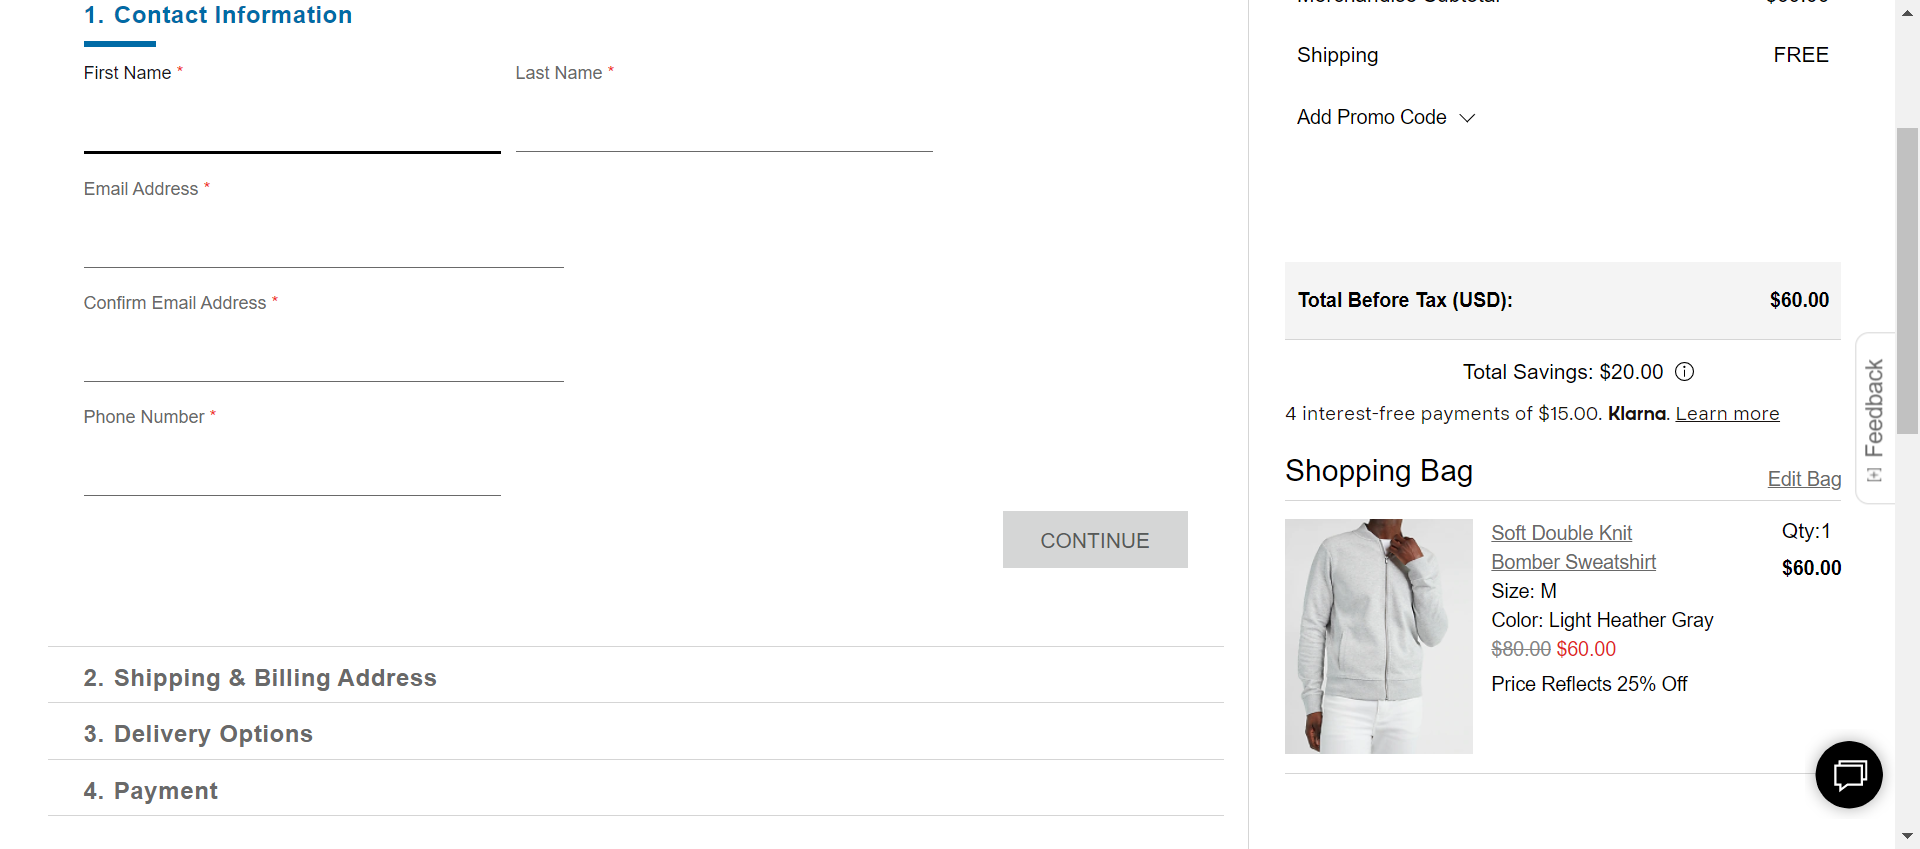 1. Contact Information
First Name *
Last Name *
Email Address *
Confirm Email Address *
Phone Number *
CONTINUE
2. Shipping & Billing Address
3. Delivery Options
4. Payment
Shipping FREE
Add Promo Code
Total Before Tax (USD): $60.00
Total Savings: $20.00
4 interest-free payments of $15.00. Klarna. Learn more
Shopping Bag
Edit Bag
Soft Double Knit
Bomber Sweatshirt
Size: M
Color: Light Heather Gray
$80.00 $60.00
Price Reflects 25% Off
Qty:1
$60.00
[+] Feedback